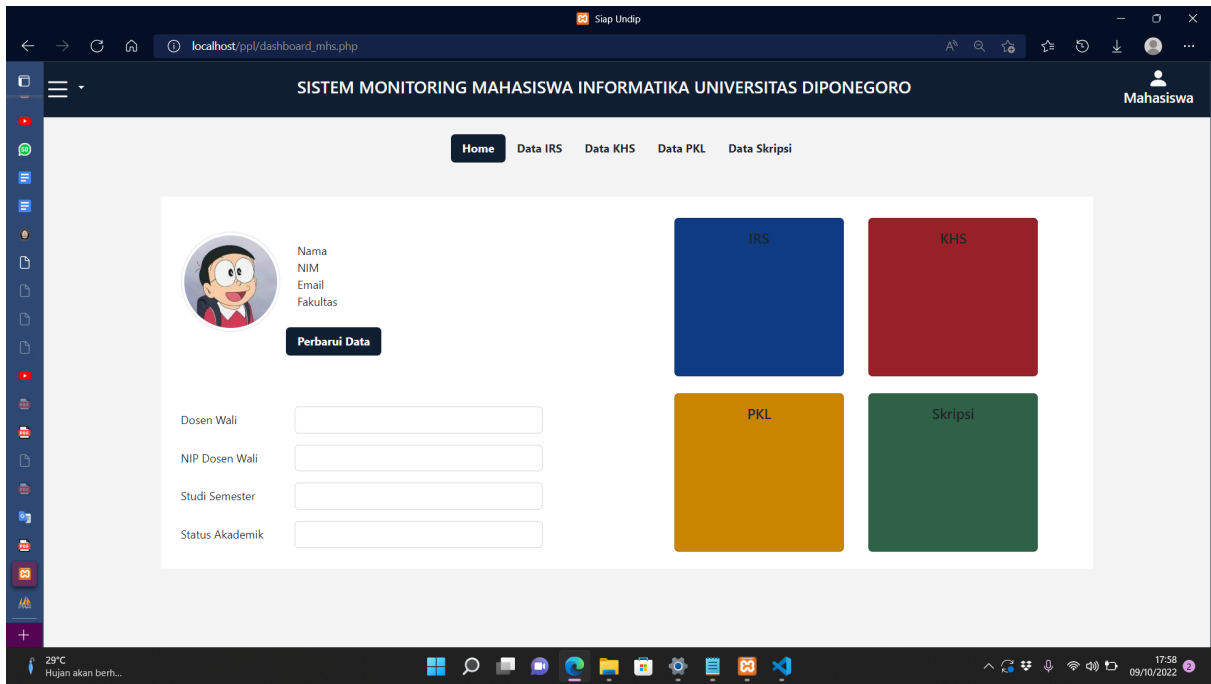 Siap Undip
localhost/ppl/dashboard_mhs.php
SISTEM MONITORING MAHASISWA INFORMATIKA UNIVERSITAS DIPONEGORO
Mahasiswa
Home Data IRS Data KHS Data PKL Data Skripsi
Nama
NIM
Email
Fakultas
Perbarui Data
IRS
KHS
PKL
Skripsi
Dosen Wali
NIP Dosen Wali
Studi Semester
Status Akademik
29°C
Hujan akan berh...
17:58
09/10/2022
2